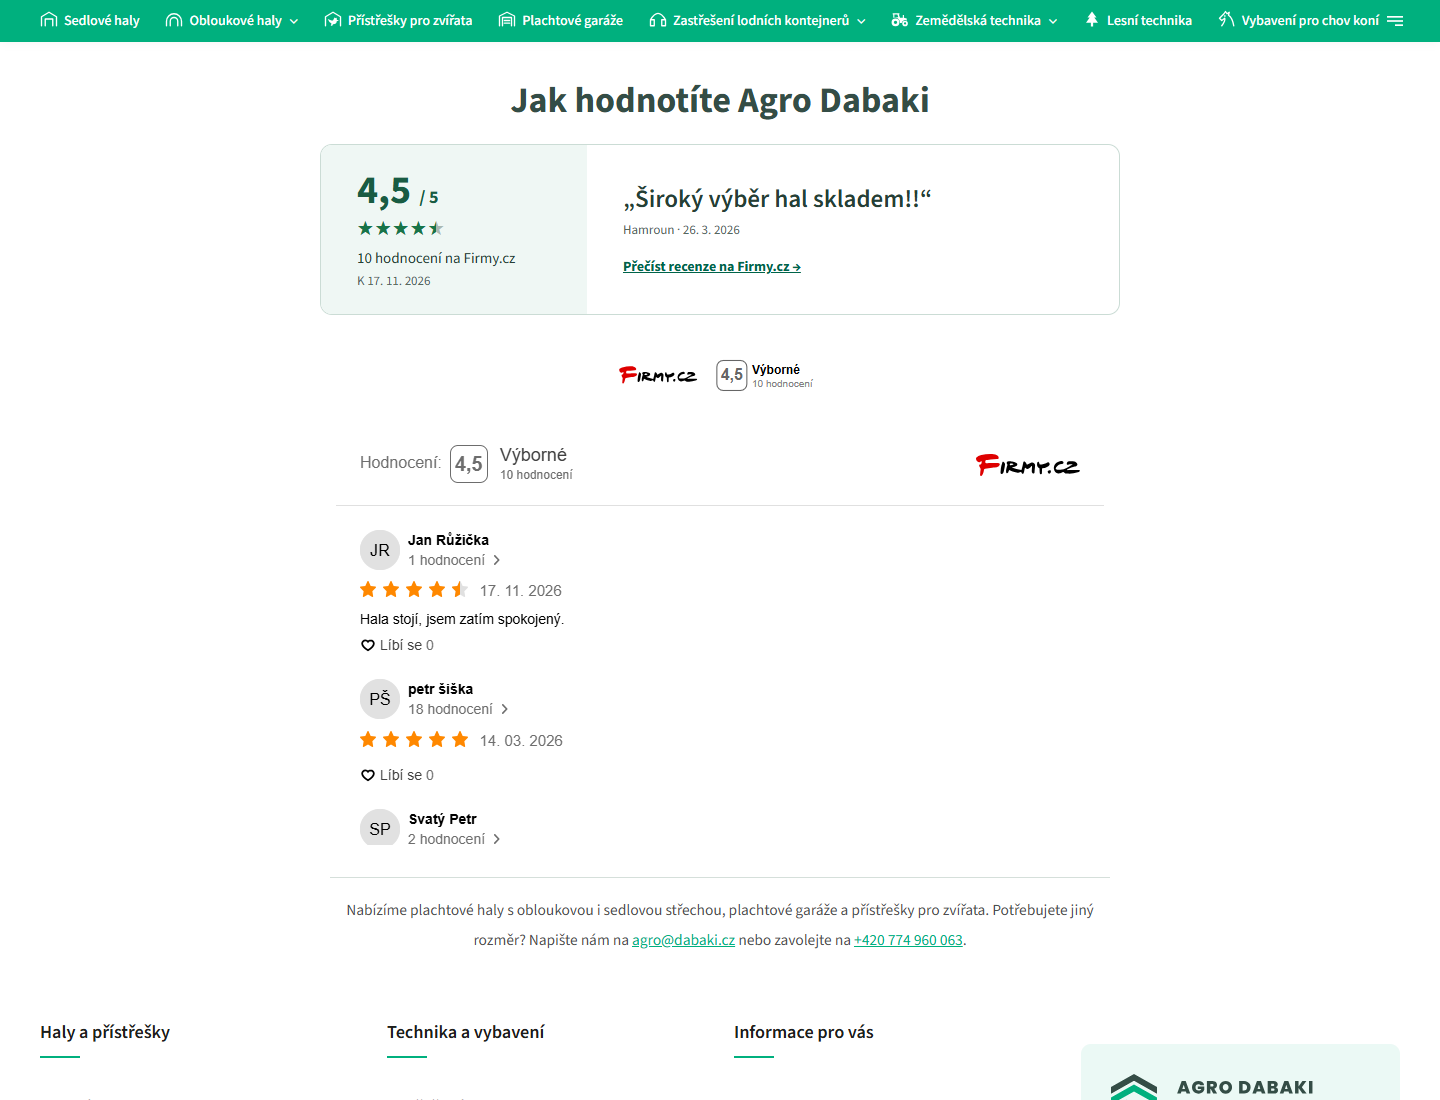 Sedlové haly Obloukové haly Přístřešky pro zvířata Plachtové garáže Zastřešení lodních kontejnerů Zemědělská technika Lesní technika Vybavení pro chov koní
Jak hodnotíte Agro Dabaki
4,5 / 5
10 hodnocení na Firmy.cz
K 17. 11. 2026
„Široký výběr hal skladem!!“
Hamroun · 26. 3. 2026
Přečíst recenze na Firmy.cz →
Firmy.cz 4,5 Výborné
10 hodnocení
Hodnocení: 4,5 Výborné
10 hodnocení
Firmy.cz
JR Jan Růžička
1 hodnocení
17. 11. 2026
Hala stojí, jsem zatím spokojený.
Líbí se 0
PŠ petr šiška
18 hodnocení
14. 03. 2026
Líbí se 0
SP Svatý Petr
2 hodnocení
Nabízíme plachtové haly s obloukovou i sedlovou střechou, plachtové garáže a přístřešky pro zvířata. Potřebujete jiný
rozměr? Napište nám na agro@dabaki.cz nebo zavolejte na +420 774 960 063.
Haly a přístřešky
Technika a vybavení
Informace pro vás
AGRO DABAKI